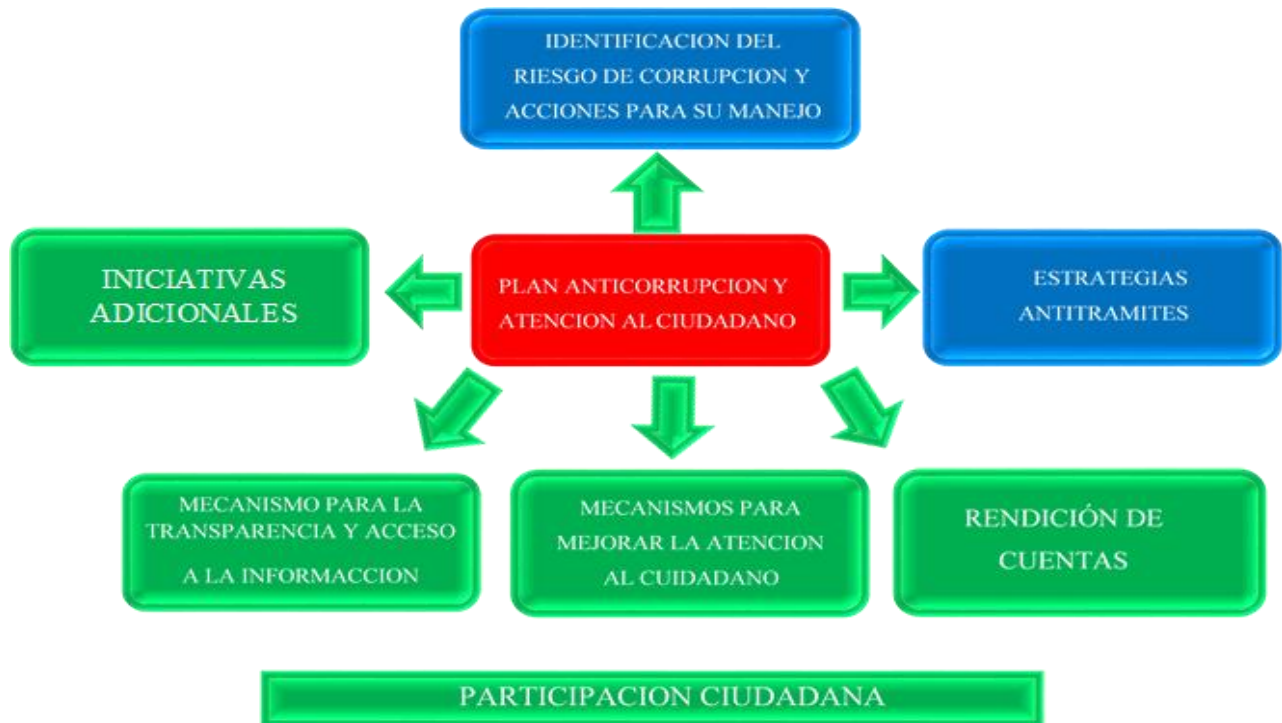 IDENTIFICACION DEL
RIESGO DE CORRUPCION Y
ACCIONES PARA SU MANEJO
INICIATIVAS
ADICIONALES
PLAN ANTICORRUPCION Y
ATENCION AL CIUDADANO
ESTRATEGIAS
ANTITRAMITES
MECANISMO PARA LA
TRANSPARENCIA Y ACCESO
A LA INFORMACCION
MECANISMOS PARA
MEJORAR LA ATENCION
AL CUIDADANO
RENDICIÓN DE
CUENTAS
PARTICIPACION CIUDADANA